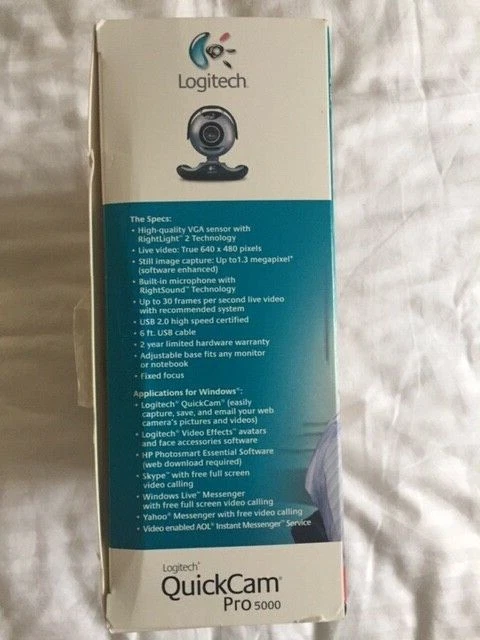 Logitech
The Specs:
• High-quality VGA sensor with
RightLight™ 2 Technology
• Live video: True 640 x 480 pixels
• Still image capture: Up to1.3 megapixel*
(software enhanced)
• Built-in microphone with
RightSound™ Technology
• Up to 30 frames per second live video
with recommended system
• USB 2.0 high speed certified
• 6 ft. USB cable
• 2 year limited hardware warranty
• Adjustable base fits any monitor
or notebook
• Fixed focus
Applications for Windows®:
• Logitech® QuickCam® (easily
capture, save, and email your web
camera's pictures and videos)
• Logitech® Video Effects™ avatars
and face accessories software
• HP Photosmart Essential Software
(web download required)
• Skype™ with free full screen
video calling
• Windows Live™ Messenger
with free full screen video calling
• Yahoo® Messenger with free video calling
• Video enabled AOL® Instant Messenger™ Service
Logitech®
QuickCam®
Pro 5000